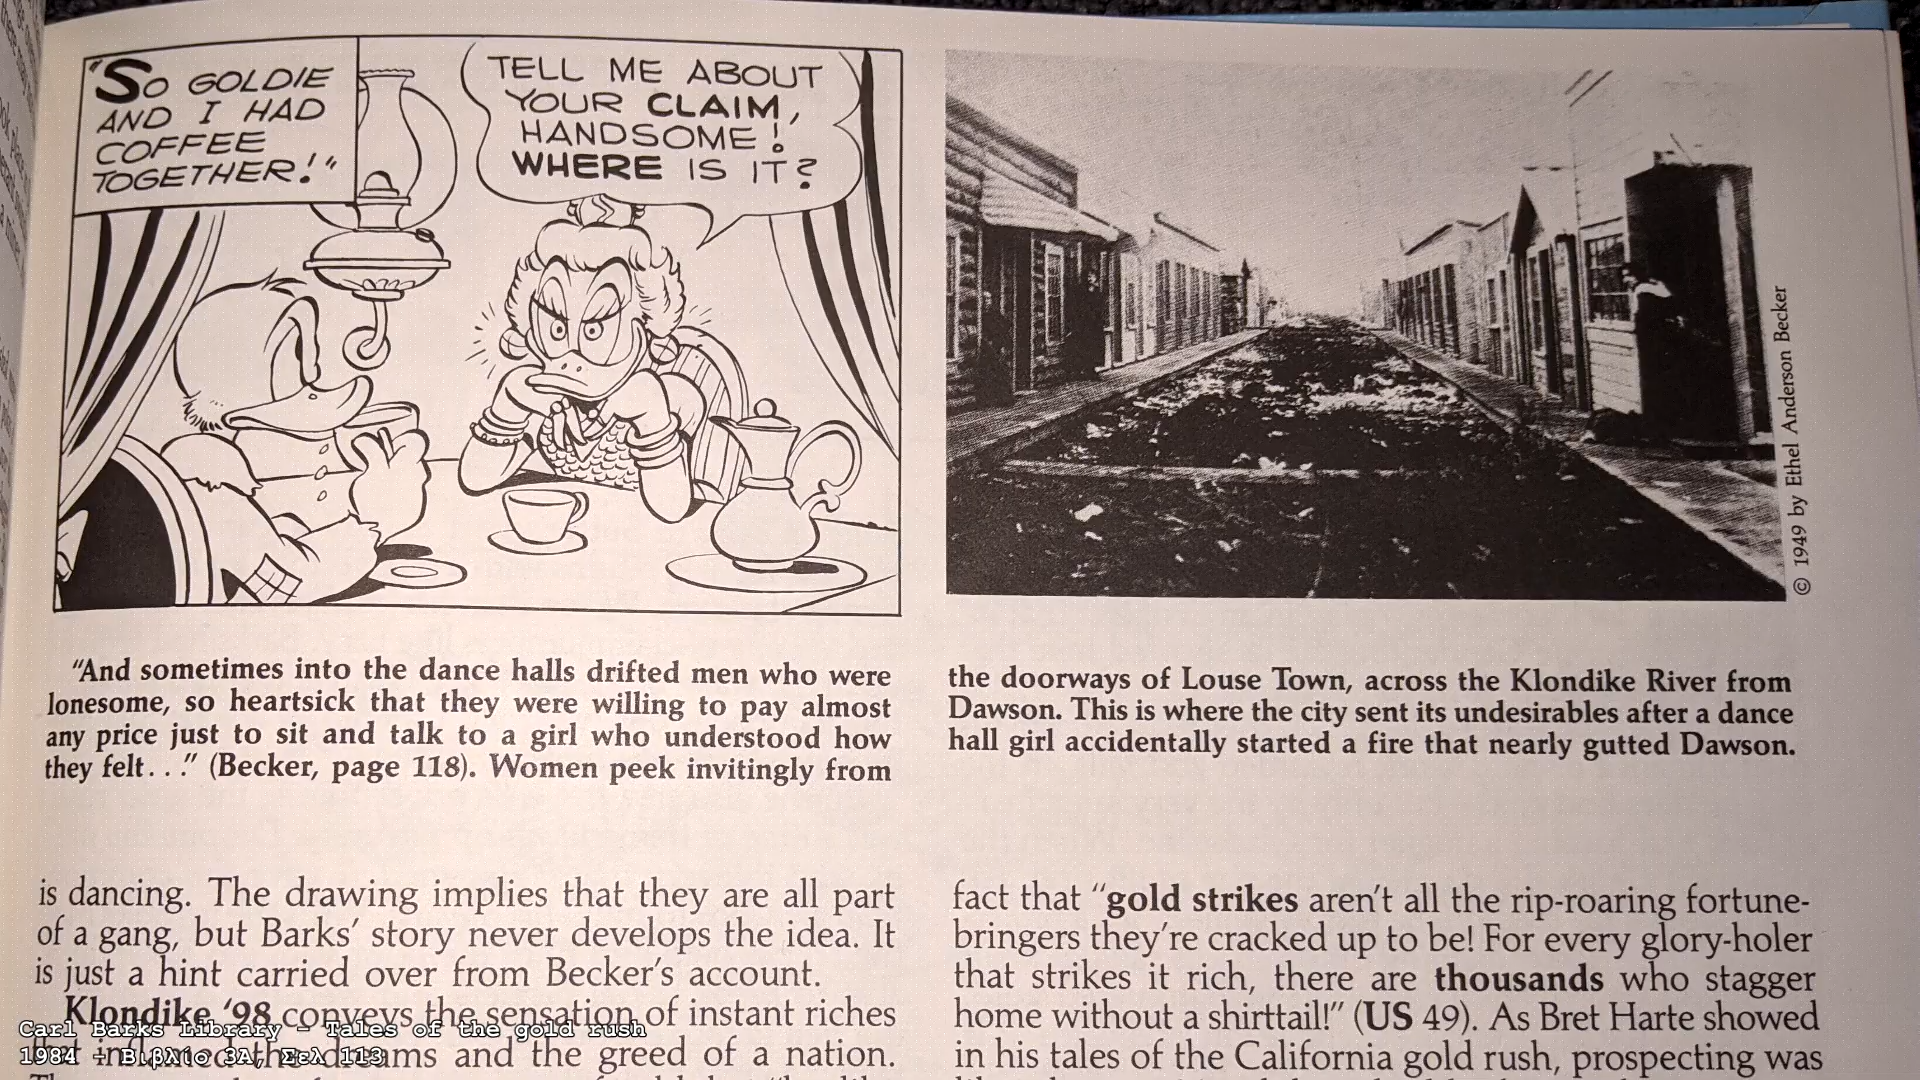 "SO GOLDIE
AND I HAD
COFFEE
TOGETHER!"
TELL ME ABOUT
YOUR CLAIM,
HANDSOME!
WHERE IS IT?
© 1949 by Ethel Anderson Becker
"And sometimes into the dance halls drifted men who were
lonesome, so heartsick that they were willing to pay almost
any price just to sit and talk to a girl who understood how
they felt. . ." (Becker, page 118). Women peek invitingly from
the doorways of Louse Town, across the Klondike River from
Dawson. This is where the city sent its undesirables after a dance
hall girl accidentally started a fire that nearly gutted Dawson.
is dancing. The drawing implies that they are all part
of a gang, but Barks' story never develops the idea. It
is just a hint carried over from Becker's account.
Klondike '98 conveys the sensation of instant riches
the dreams and the greed of a nation.
fact that "gold strikes aren't all the rip-roaring fortune-
bringers they're cracked up to be! For every glory-holer
that strikes it rich, there are thousands who stagger
home without a shirttail!" (US 49). As Bret Harte showed
in his tales of the California gold rush, prospecting was
Carl Barks Library - Tales of the gold rush
1984 - Βιβλίο 3Α, Σελ 113